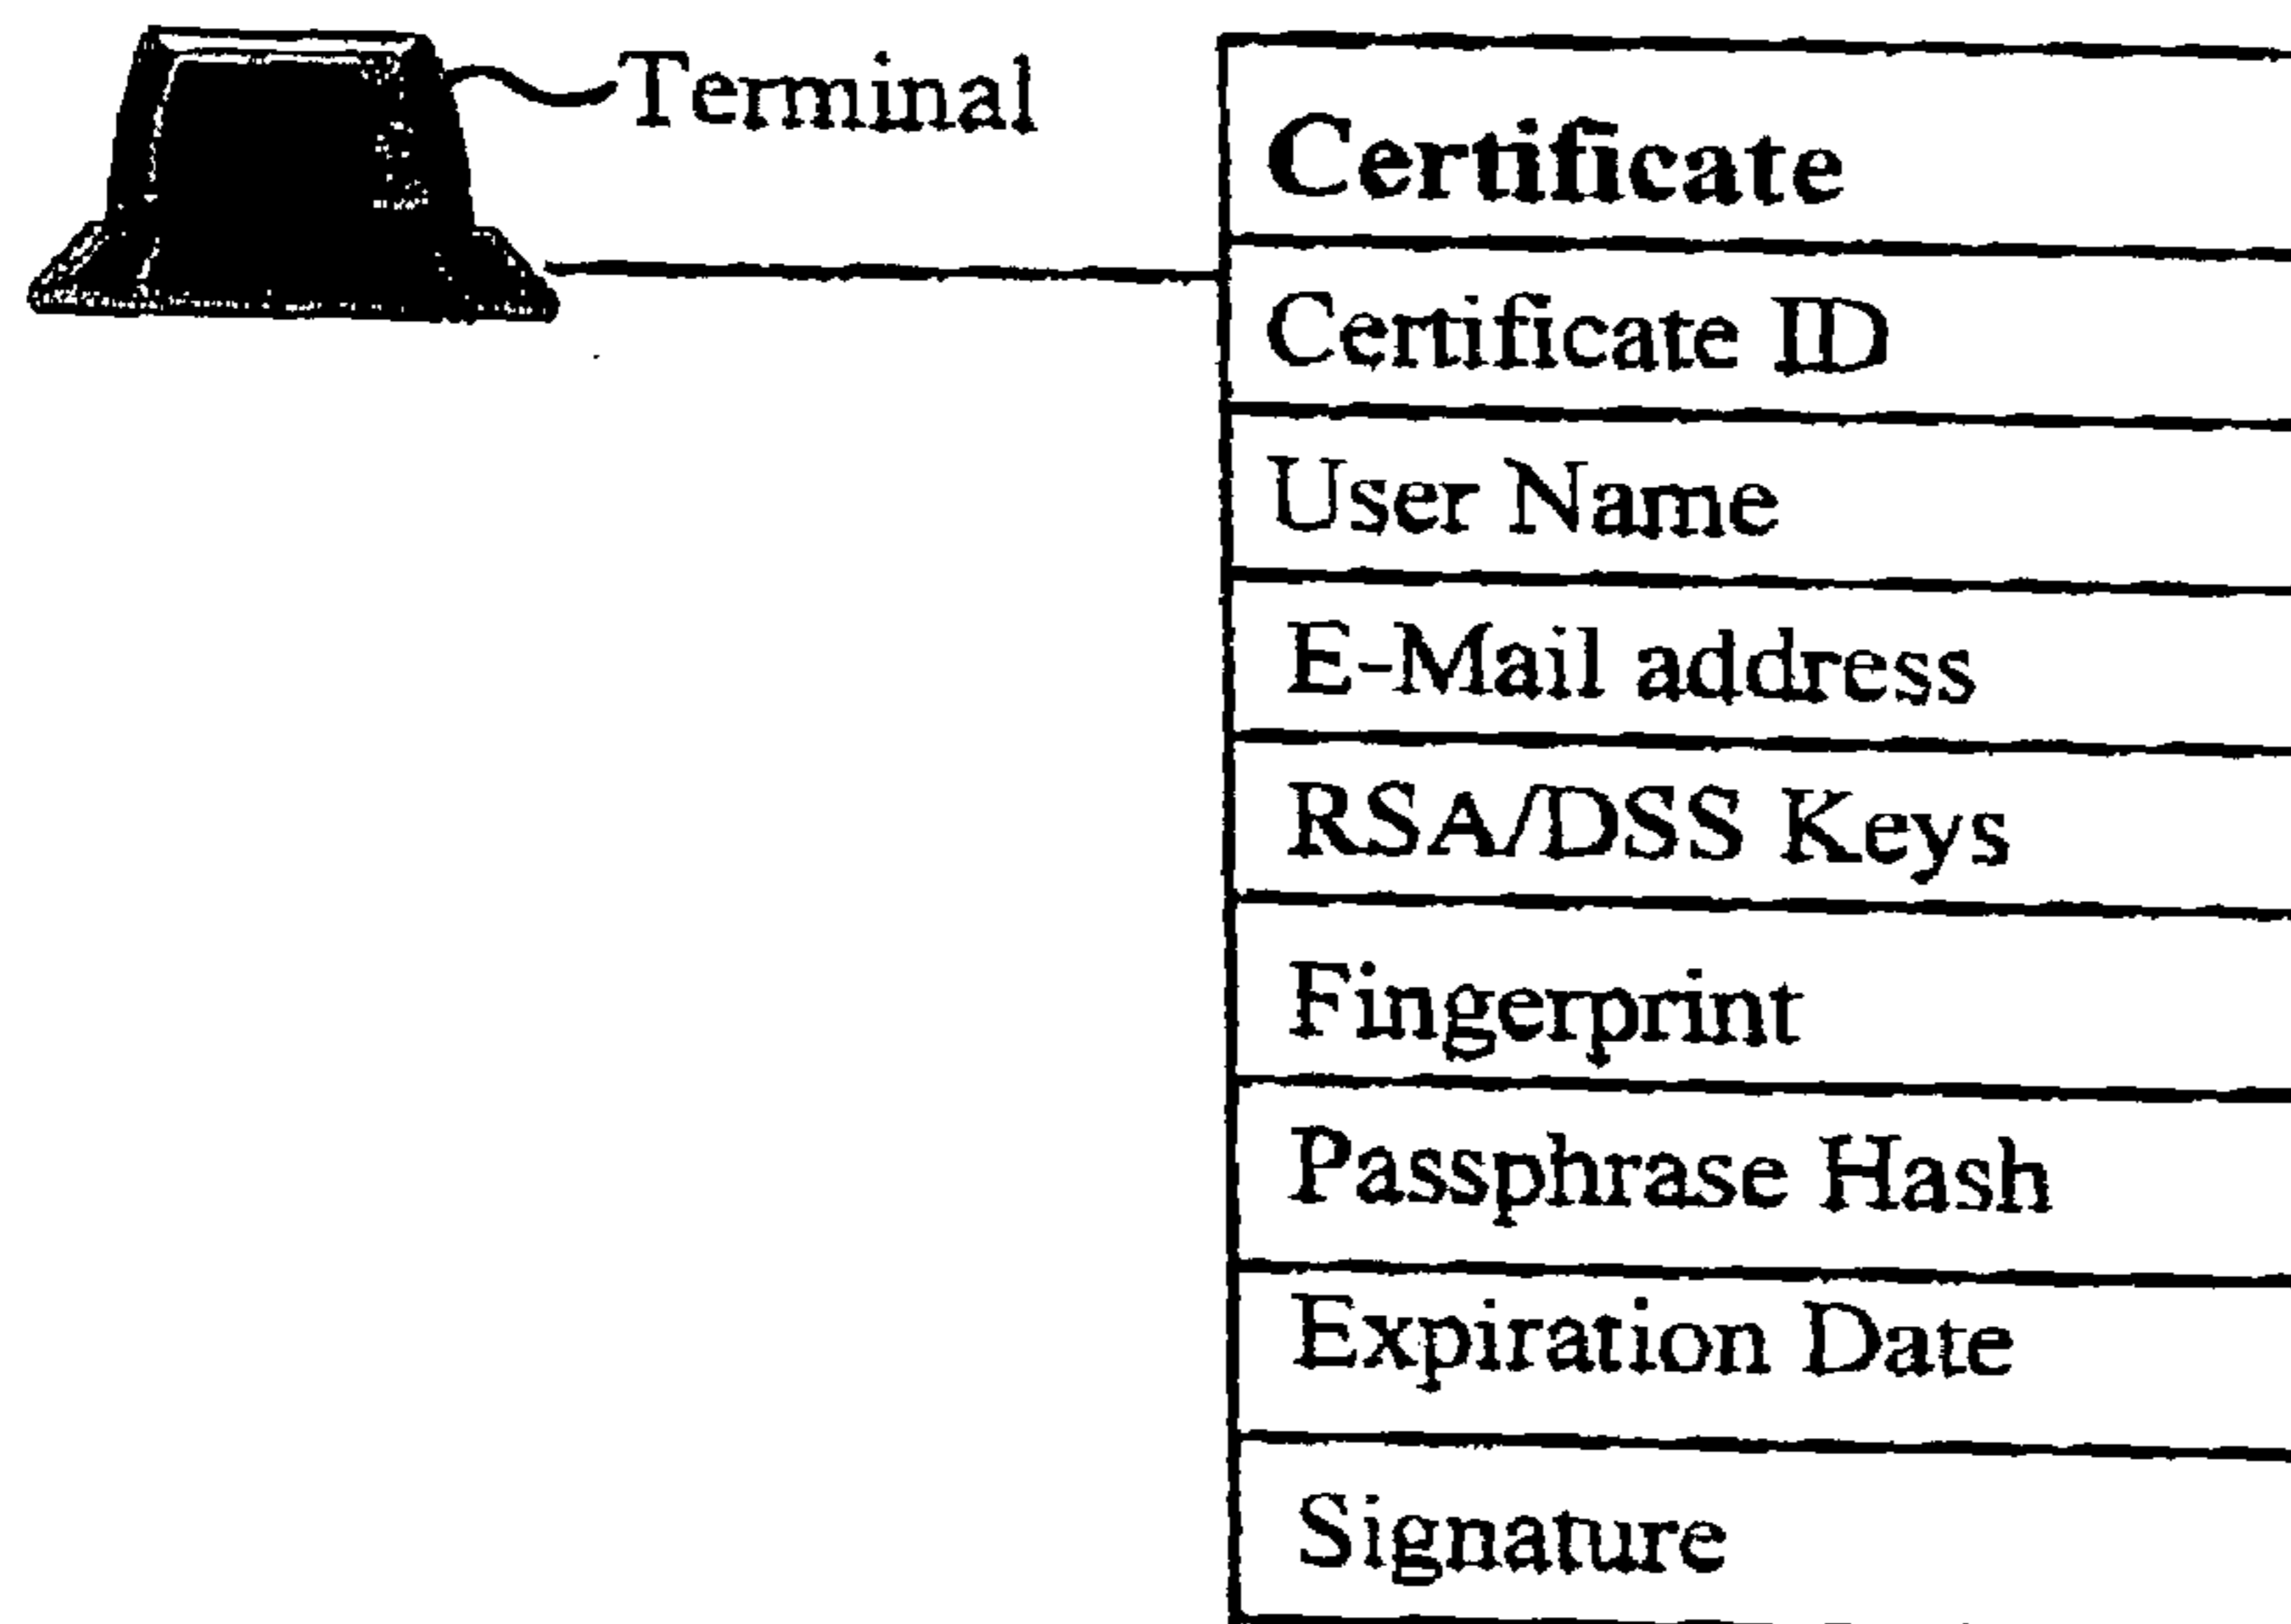 Terminal
Certificate
Certificate ID
User Name
E-Mail address
RSA/DSS Keys
Fingerprint
Passphrase Hash
Expiration Date
Signature